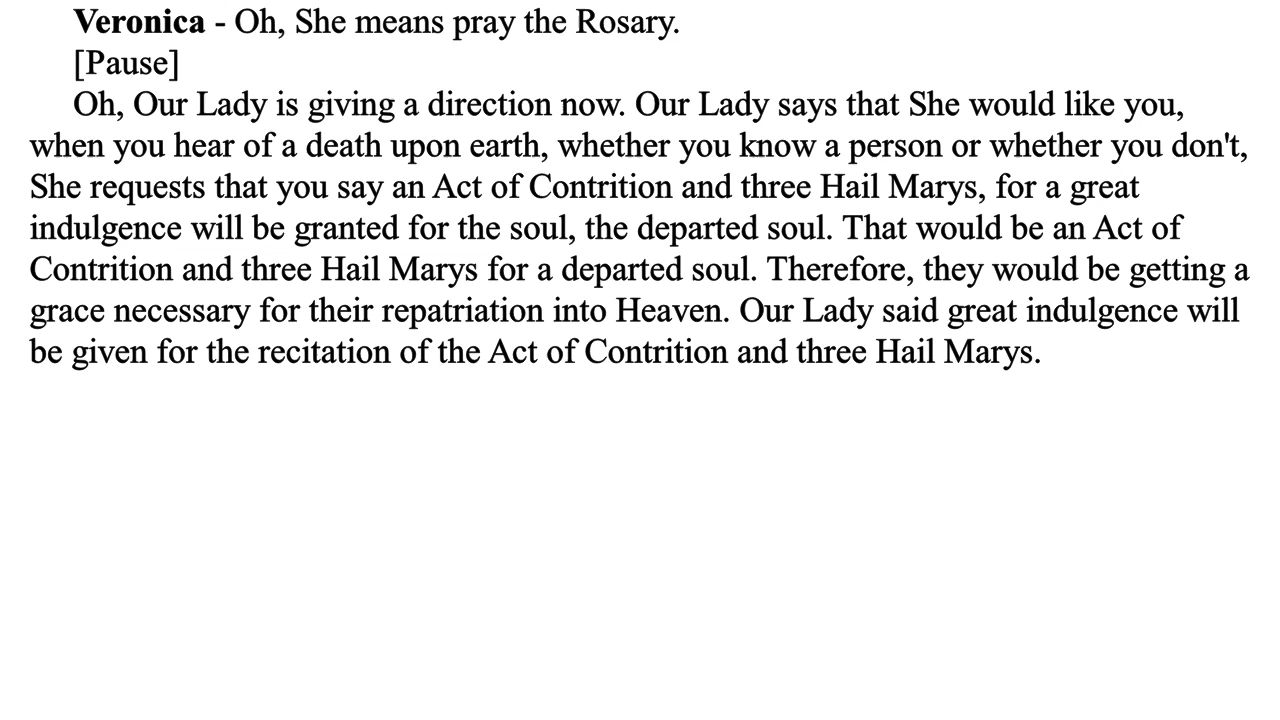 Veronica - Oh, She means pray the Rosary.
[Pause]
Oh, Our Lady is giving a direction now. Our Lady says that She would like you,
when you hear of a death upon earth, whether you know a person or whether you don't,
She requests that you say an Act of Contrition and three Hail Marys, for a great
indulgence will be granted for the soul, the departed soul. That would be an Act of
Contrition and three Hail Marys for a departed soul. Therefore, they would be getting a
grace necessary for their repatriation into Heaven. Our Lady said great indulgence will
be given for the recitation of the Act of Contrition and three Hail Marys.